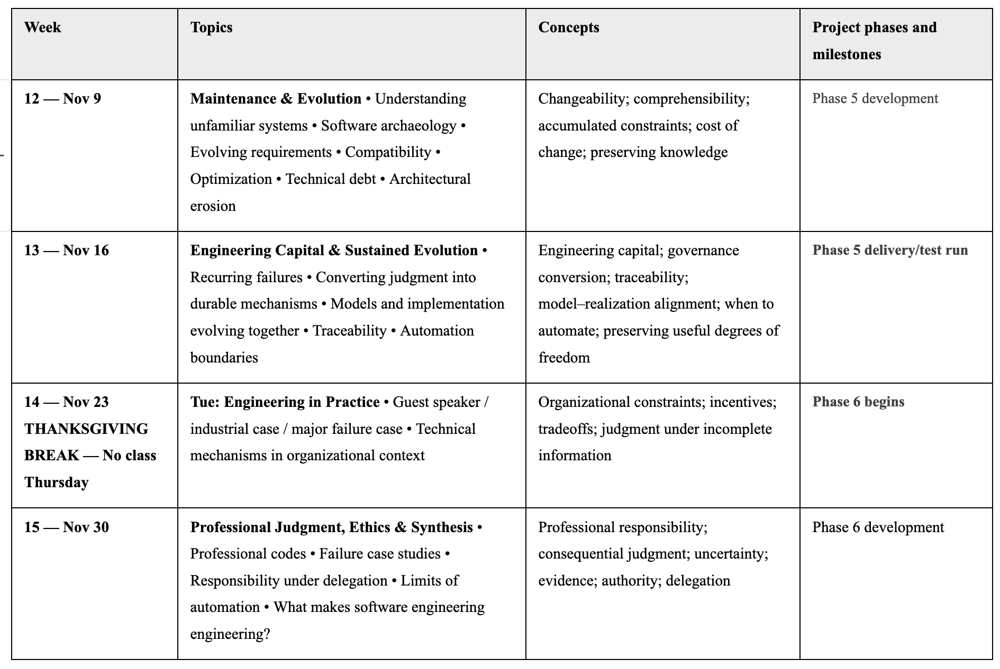 Week
Topics
Concepts
Project phases and
milestones
12 — Nov 9
Maintenance & Evolution • Understanding
unfamiliar systems • Software archaeology •
Evolving requirements • Compatibility •
Optimization • Technical debt • Architectural
erosion
Changeability; comprehensibility;
accumulated constraints; cost of
change; preserving knowledge
Phase 5 development
13 — Nov 16
Engineering Capital & Sustained Evolution •
Recurring failures • Converting judgment into
durable mechanisms • Models and implementation
evolving together • Traceability • Automation
boundaries
Engineering capital; governance
conversion; traceability;
model–realization alignment; when to
automate; preserving useful degrees of
freedom
Phase 5 delivery/test run
14 — Nov 23
THANKSGIVING
BREAK — No class
Thursday
Tue: Engineering in Practice • Guest speaker /
industrial case / major failure case • Technical
mechanisms in organizational context
Organizational constraints; incentives;
tradeoffs; judgment under incomplete
information
Phase 6 begins
15 — Nov 30
Professional Judgment, Ethics & Synthesis •
Professional codes • Failure case studies •
Responsibility under delegation • Limits of
automation • What makes software engineering
engineering?
Professional responsibility;
consequential judgment; uncertainty;
evidence; authority; delegation
Phase 6 development